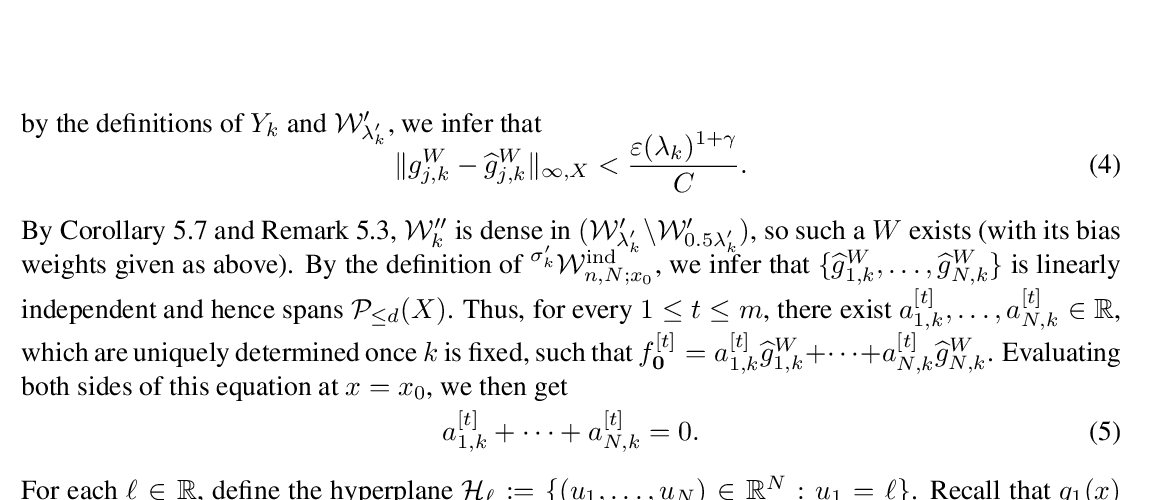 by the definitions of $Y_k$ and $\mathcal{W}'_{\lambda'_k}$, we infer that
$\|g^W_{j,k} - \widehat{g}^W_{j,k}\|_{\infty,X} < \frac{\varepsilon(\lambda_k)^{1+\gamma}}{C}.$ (4)
By Corollary 5.7 and Remark 5.3, $\mathcal{W}''_k$ is dense in $(\mathcal{W}'_{\lambda'_k} \backslash \mathcal{W}'_{0.5\lambda'_k})$, so such a $W$ exists (with its bias
weights given as above). By the definition of ${}^{\sigma'_k}\mathcal{W}^{\text{ind}}_{n,N;x_0}$, we infer that $\{\widehat{g}^W_{1,k}, \ldots, \widehat{g}^W_{N,k}\}$ is linearly
independent and hence spans $\mathcal{P}_{\leq d}(X)$. Thus, for every $1 \leq t \leq m$, there exist $a^{[t]}_{1,k}, \ldots, a^{[t]}_{N,k} \in \mathbb{R}$,
which are uniquely determined once $k$ is fixed, such that $f^{[t]}_{\mathbf{0}} = a^{[t]}_{1,k}\widehat{g}^W_{1,k} + \cdots + a^{[t]}_{N,k}\widehat{g}^W_{N,k}$. Evaluating
both sides of this equation at $x = x_0$, we then get
$a^{[t]}_{1,k} + \cdots + a^{[t]}_{N,k} = 0.$ (5)
For each $\ell \in \mathbb{R}$, define the hyperplane $\mathcal{H}_\ell := \{(u_1, \ldots, u_N) \in \mathbb{R}^N : u_1 = \ell\}$. Recall that $q_1(x)$